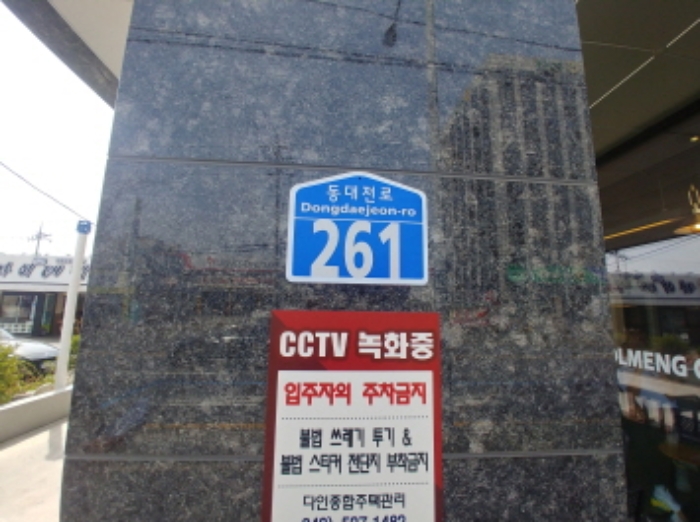 동대전로
Dongdaejeon-ro
261
CCTV 녹화중
입주자외 주차금지
불법 쓰레기 투기 &
불법 스티커 전단지 부착금지
다인종합주택관리